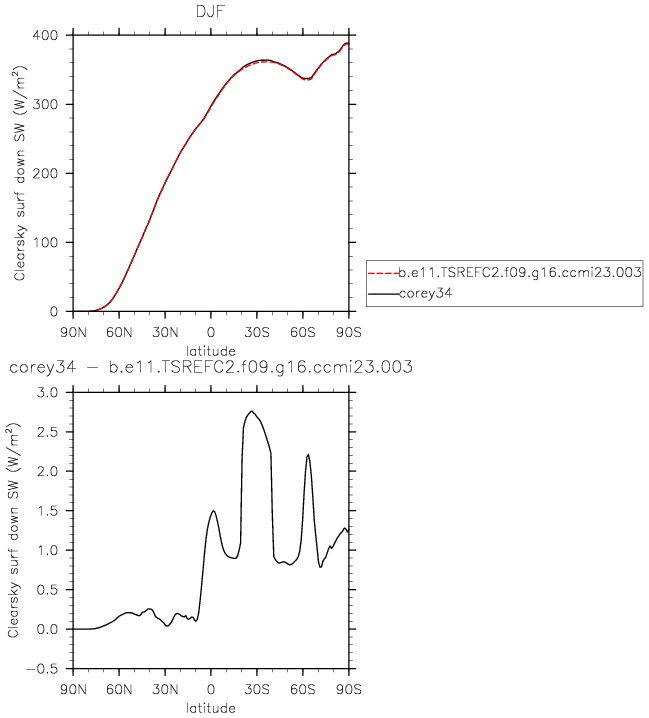 DJF
Clearsky surf down SW (W/m²)
400
300
200
100
0
90N 60N 30N 0 30S 60S 90S
latitude
b.e11.TSREFC2.f09.g16.ccmi23.003
corey34
corey34 − b.e11.TSREFC2.f09.g16.ccmi23.003
Clearsky surf down SW (W/m²)
3.0
2.5
2.0
1.5
1.0
0.5
0.0
−0.5
90N 60N 30N 0 30S 60S 90S
latitude